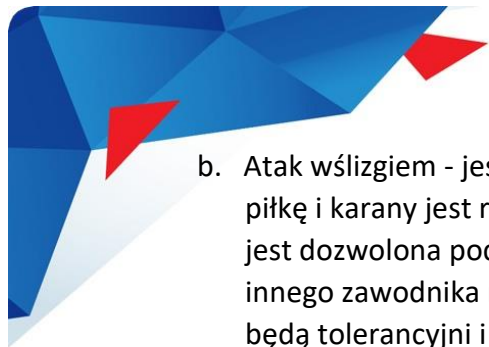 b. Atak wślizgiem - jes
piłkę i karany jest r
jest dozwolona pod
innego zawodnika
będą tolerancyjni i